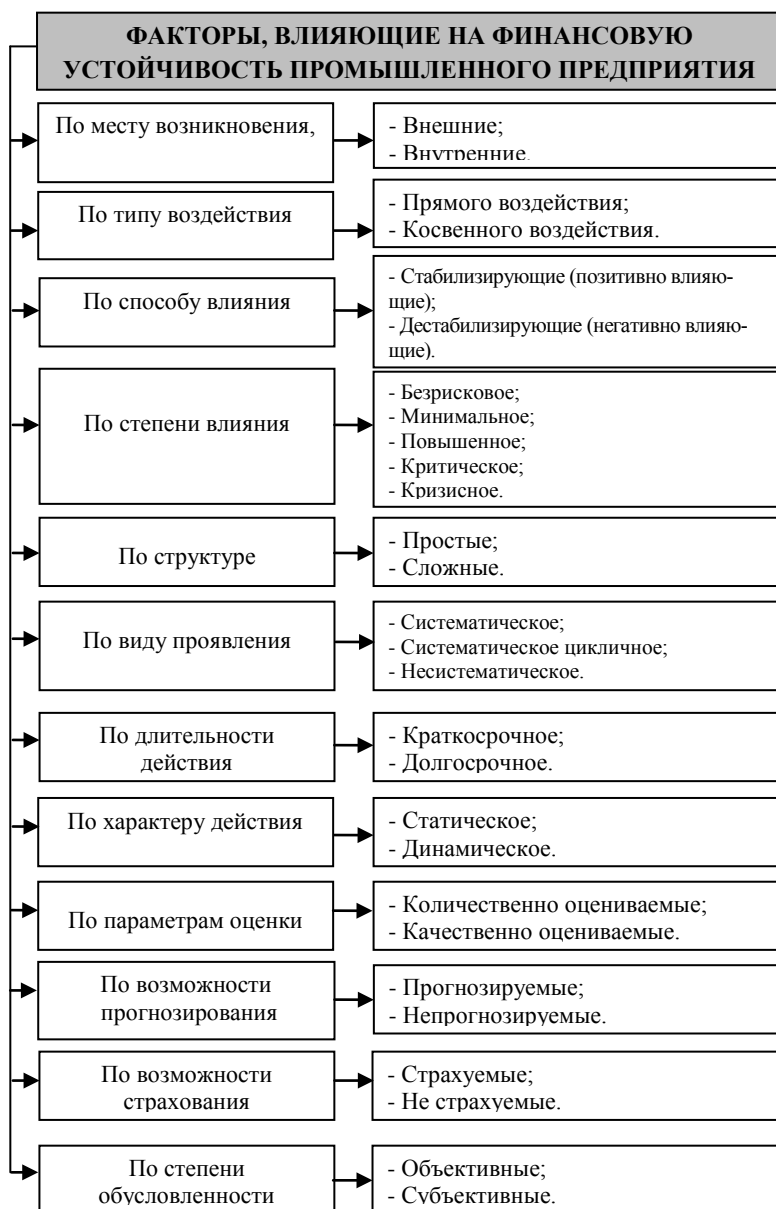 ФАКТОРЫ, ВЛИЯЮЩИЕ НА ФИНАНСОВУЮ
УСТОЙЧИВОСТЬ ПРОМЫШЛЕННОГО ПРЕДПРИЯТИЯ
По месту возникновения,
- Внешние;
- Внутренние.
По типу воздействия
- Прямого воздействия;
- Косвенного воздействия.
По способу влияния
- Стабилизирующие (позитивно влияю-
щие);
- Дестабилизирующие (негативно влияю-
щие).
По степени влияния
- Безрисковое;
- Минимальное;
- Повышенное;
- Критическое;
- Кризисное.
По структуре
- Простые;
- Сложные.
По виду проявления
- Систематическое;
- Систематическое цикличное;
- Несистематическое.
По длительности
действия
- Краткосрочное;
- Долгосрочное.
По характеру действия
- Статическое;
- Динамическое.
По параметрам оценки
- Количественно оцениваемые;
- Качественно оцениваемые.
По возможности
прогнозирования
- Прогнозируемые;
- Непрогнозируемые.
По возможности
страхования
- Страхуемые;
- Не страхуемые.
По степени
обусловленности
- Объективные;
- Субъективные.